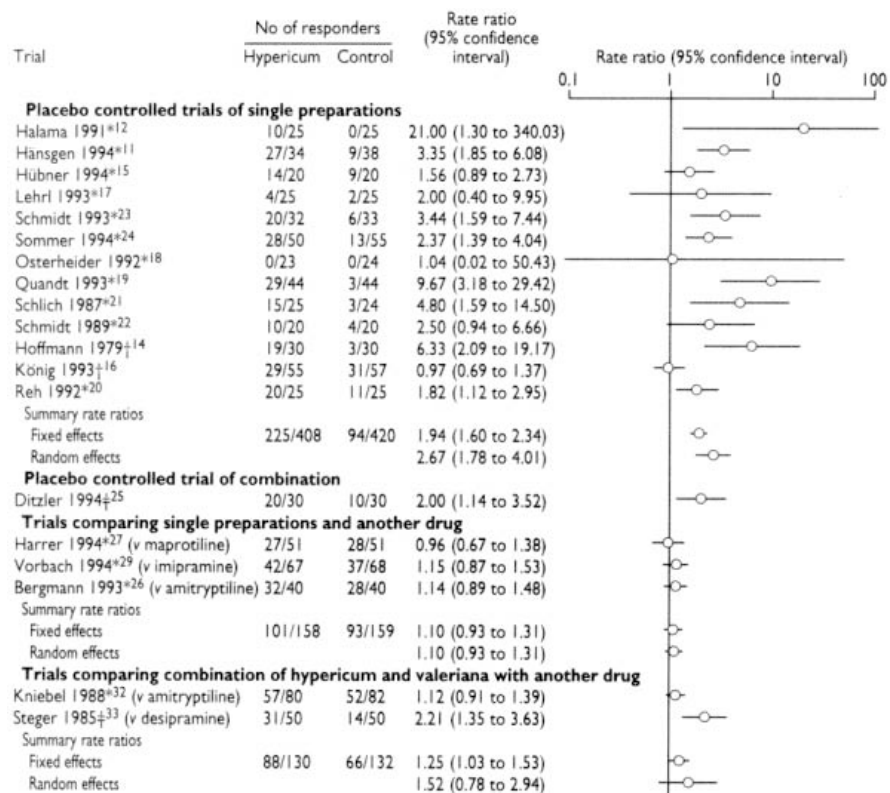 No of responders Rate ratio (95% confidence interval)
Trial Hypericum Control Rate ratio (95% confidence interval)
0.1 1 10 100
Placebo controlled trials of single preparations
Halama 1991*12 10/25 0/25 21.00 (1.30 to 340.03)
Hänsgen 1994*11 27/34 9/38 3.35 (1.85 to 6.08)
Hübner 1994*15 14/20 9/20 1.56 (0.89 to 2.73)
Lehrl 1993*17 4/25 2/25 2.00 (0.40 to 9.95)
Schmidt 1993*23 20/32 6/33 3.44 (1.59 to 7.44)
Sommer 1994*24 28/50 13/55 2.37 (1.39 to 4.04)
Osterheider 1992*18 0/23 0/24 1.04 (0.02 to 50.43)
Quandt 1993*19 29/44 3/44 9.67 (3.18 to 29.42)
Schlich 1987*21 15/25 3/24 4.80 (1.59 to 14.50)
Schmidt 1989*22 10/20 4/20 2.50 (0.94 to 6.66)
Hoffmann 1979†14 19/30 3/30 6.33 (2.09 to 19.17)
König 1993†16 29/55 31/57 0.97 (0.69 to 1.37)
Reh 1992*20 20/25 11/25 1.82 (1.12 to 2.95)
Summary rate ratios
Fixed effects 225/408 94/420 1.94 (1.60 to 2.34)
Random effects 2.67 (1.78 to 4.01)
Placebo controlled trial of combination
Ditzler 1994†25 20/30 10/30 2.00 (1.14 to 3.52)
Trials comparing single preparations and another drug
Harrer 1994*27 (v maprotiline) 27/51 28/51 0.96 (0.67 to 1.38)
Vorbach 1994*29 (v imipramine) 42/67 37/68 1.15 (0.87 to 1.53)
Bergmann 1993*26 (v amitryptiline) 32/40 28/40 1.14 (0.89 to 1.48)
Summary rate ratios
Fixed effects 101/158 93/159 1.10 (0.93 to 1.31)
Random effects 1.10 (0.93 to 1.31)
Trials comparing combination of hypericum and valeriana with another drug
Kniebel 1988*32 (v amitryptiline) 57/80 52/82 1.12 (0.91 to 1.39)
Steger 1985†33 (v desipramine) 31/50 14/50 2.21 (1.35 to 3.63)
Summary rate ratios
Fixed effects 88/130 66/132 1.25 (1.03 to 1.53)
Random effects 1.52 (0.78 to 2.94)